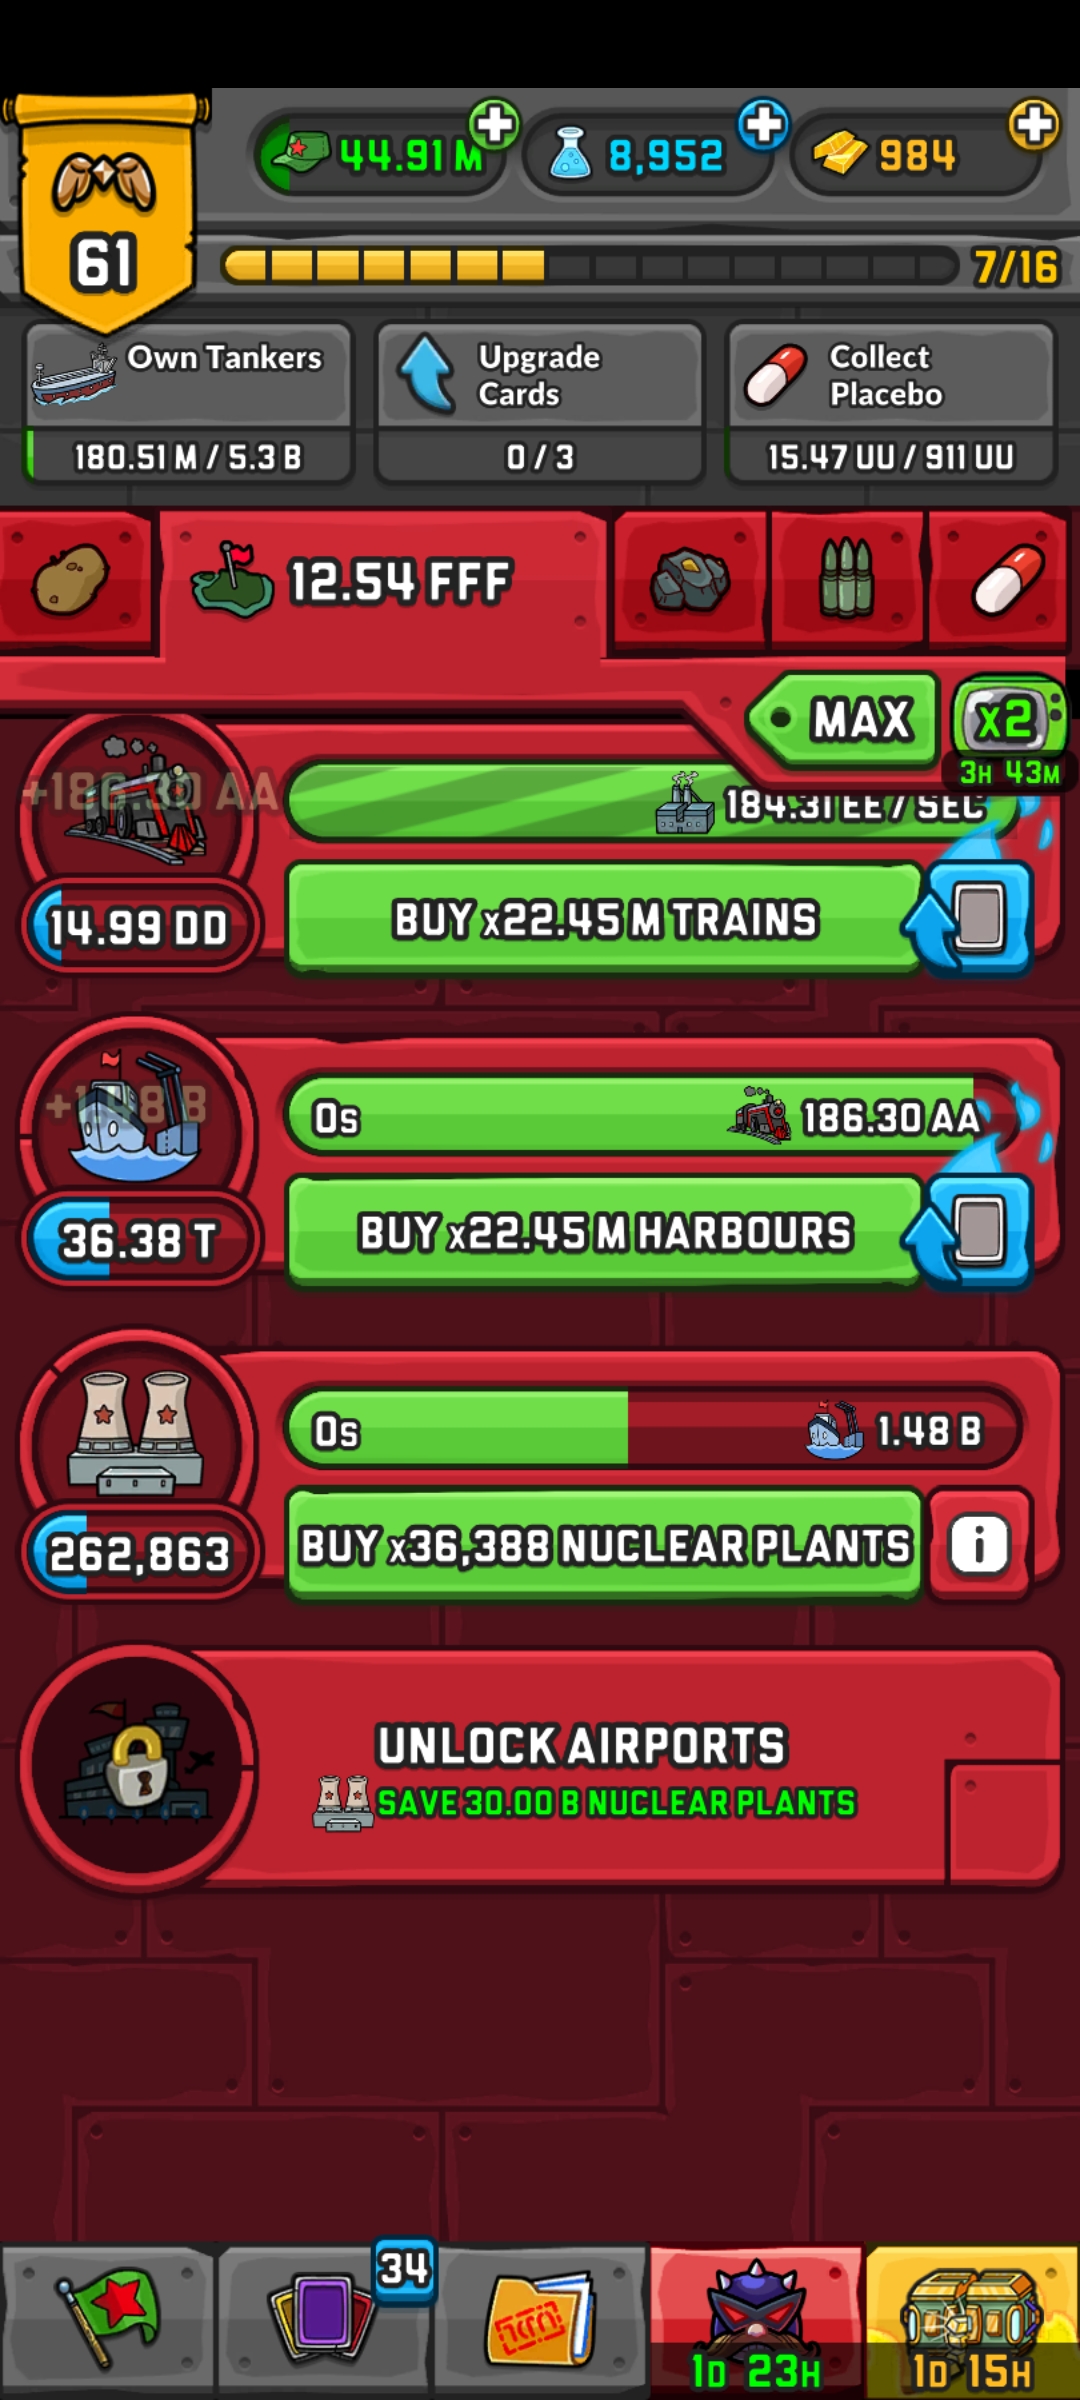 44.91 M
8,952
984
61
7/16
Own Tankers
180.51 M / 5.3 B
Upgrade
Cards
0 / 3
Collect
Placebo
15.47 UU / 911 UU
12.54 FFF
MAX
x2
3H 43M
+186.30 AA
184.31 EE / SEC
14.99 DD
BUY x22.45 M TRAINS
+1.48 B
0s
186.30 AA
36.38 T
BUY x22.45 M HARBOURS
0s
1.48 B
262,863
BUY x36,388 NUCLEAR PLANTS
i
UNLOCK AIRPORTS
SAVE 30.00 B NUCLEAR PLANTS
34
1D 23H
1D 15H